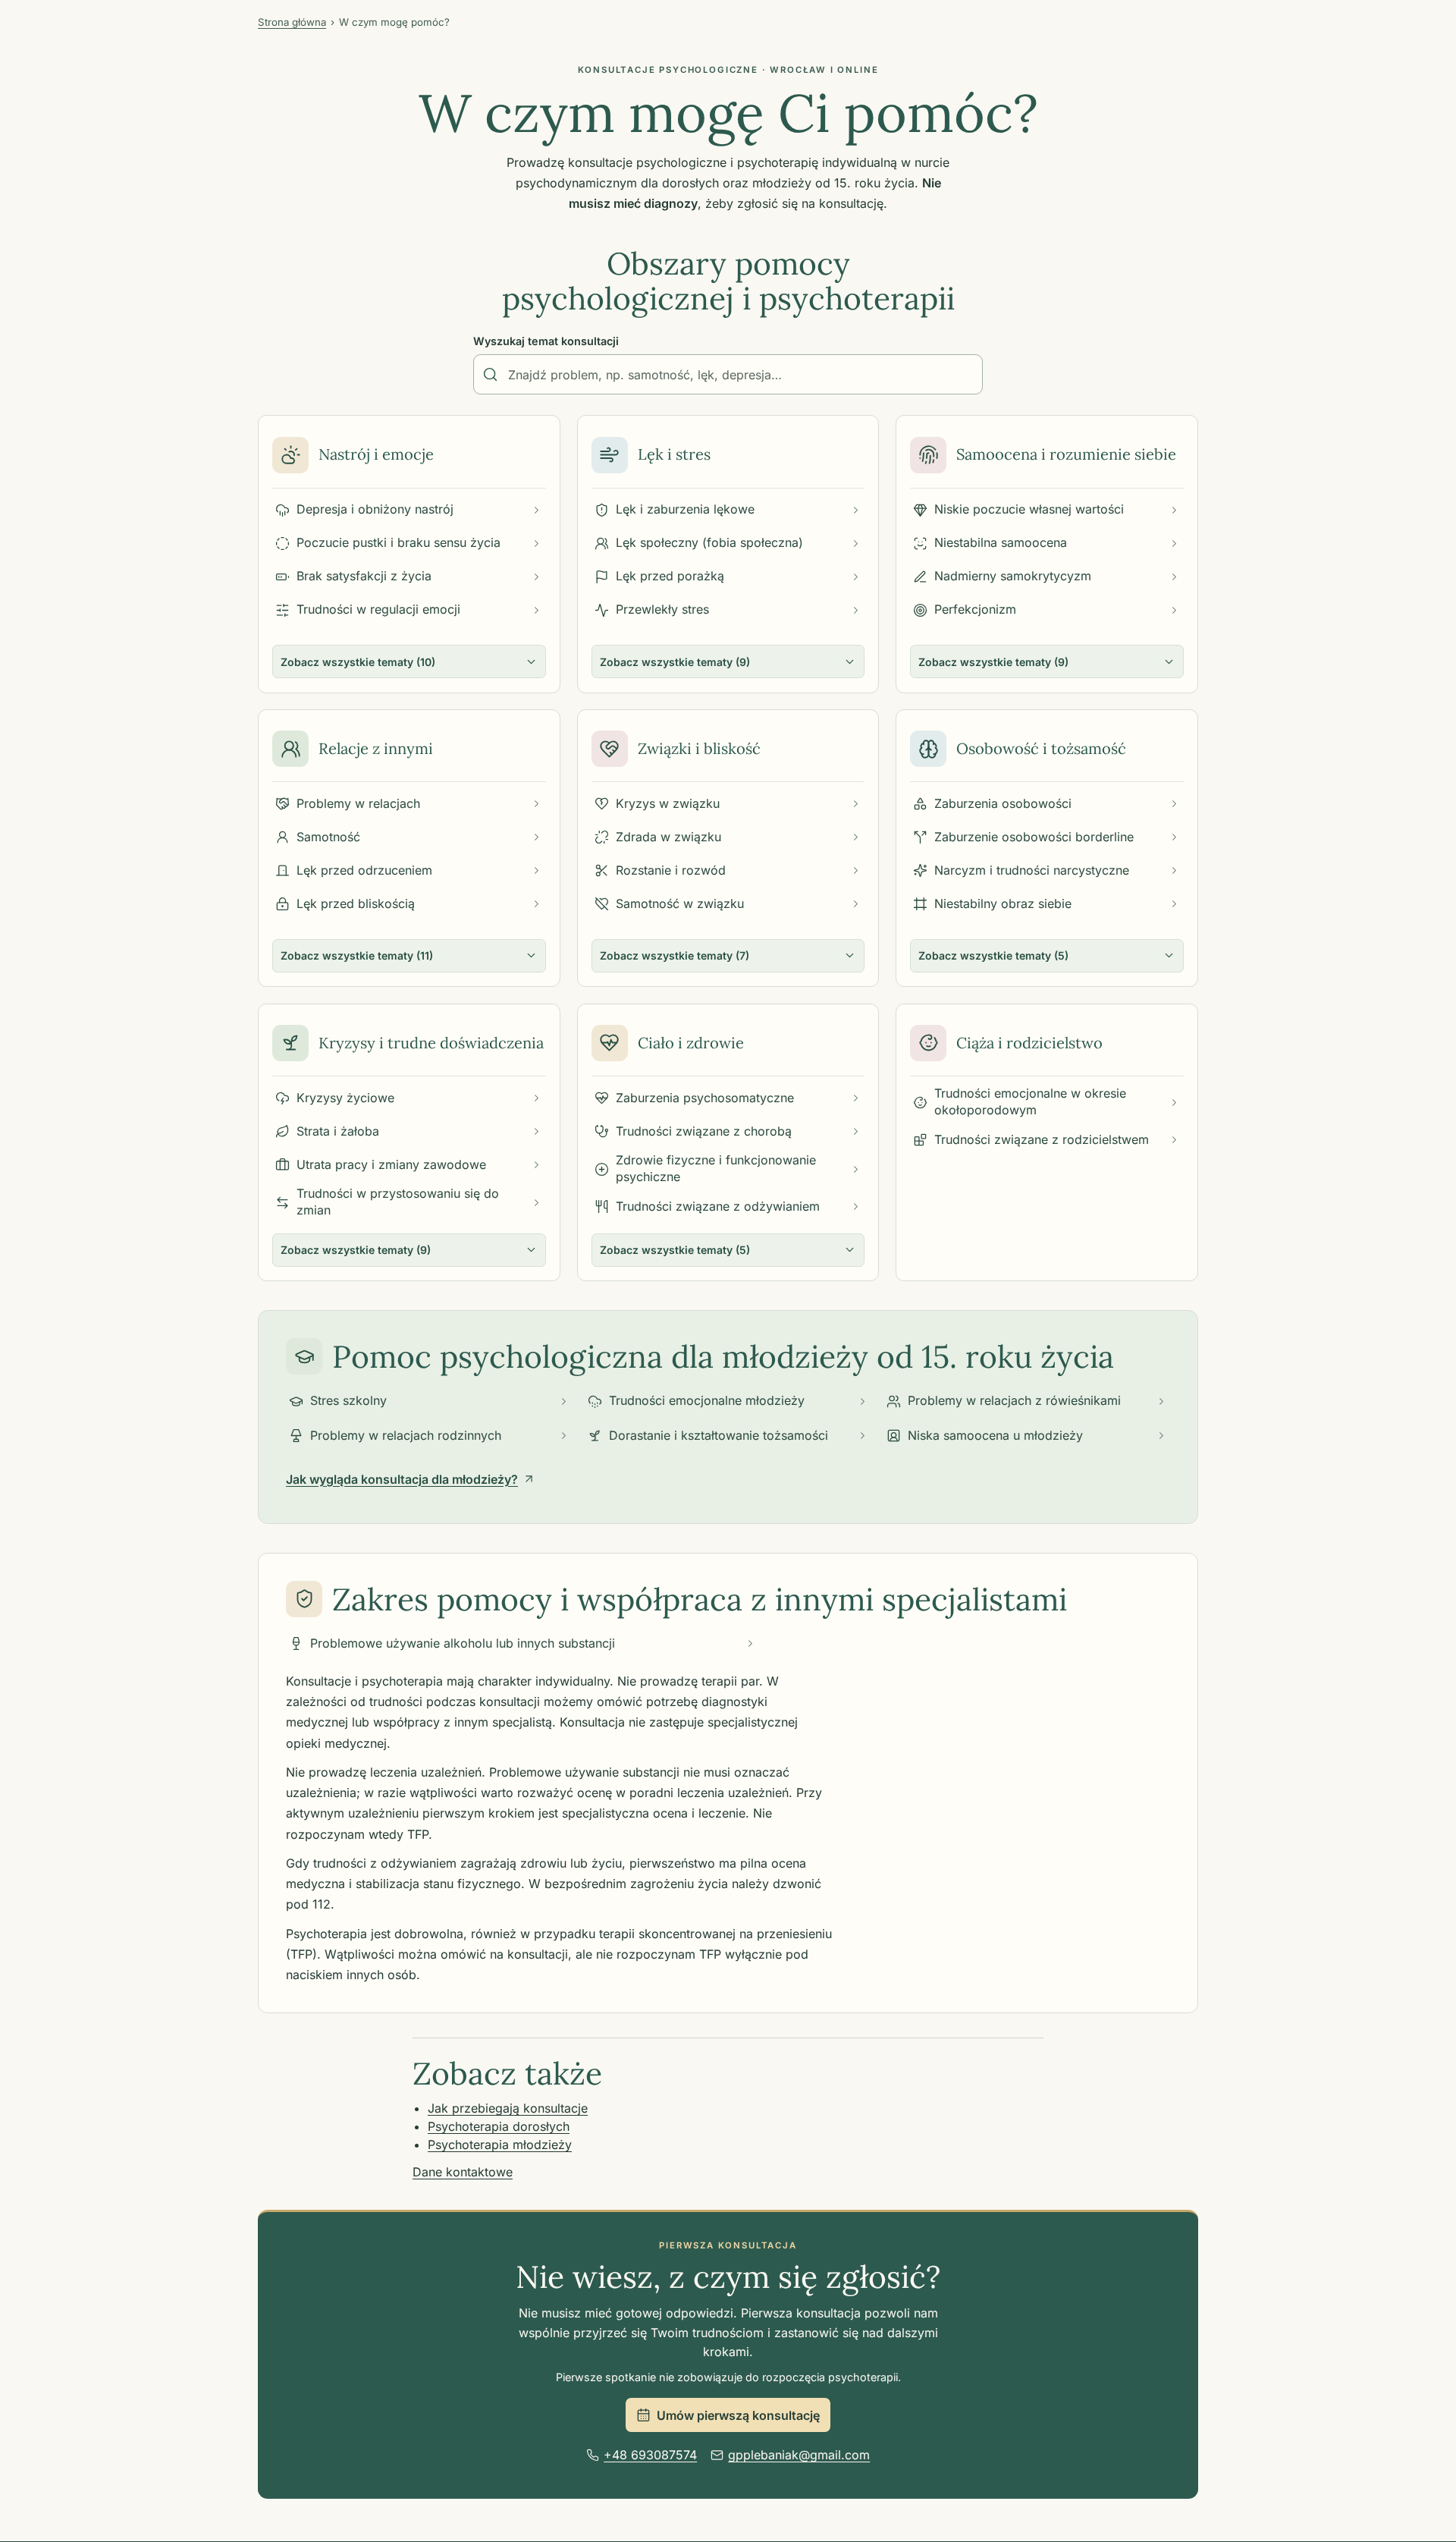 Strona główna › W czym mogę pomóc?
KONSULTACJE PSYCHOLOGICZNE · WROCŁAW I ONLINE
W czym mogę Ci pomóc?
Prowadzę konsultacje psychologiczne i psychoterapię indywidualną w nurcie
psychodynamicznym dla dorosłych oraz młodzieży od 15. roku życia. Nie
musisz mieć diagnozy, żeby zgłosić się na konsultację.
Obszary pomocy
psychologicznej i psychoterapii
Wyszukaj temat konsultacji
Znajdź problem, np. samotność, lęk, depresja...
Nastrój i emocje
Depresja i obniżony nastrój
Poczucie pustki i braku sensu życia
Brak satysfakcji z życia
Trudności w regulacji emocji
Zobacz wszystkie tematy (10)
Lęk i stres
Lęk i zaburzenia lękowe
Lęk społeczny (fobia społeczna)
Lęk przed porażką
Przewlekły stres
Zobacz wszystkie tematy (9)
Samoocena i rozumienie siebie
Niskie poczucie własnej wartości
Niestabilna samoocena
Nadmierny samokrytycyzm
Perfekcjonizm
Zobacz wszystkie tematy (9)
Relacje z innymi
Problemy w relacjach
Samotność
Lęk przed odrzuceniem
Lęk przed bliskością
Zobacz wszystkie tematy (11)
Związki i bliskość
Kryzys w związku
Zdrada w związku
Rozstanie i rozwód
Samotność w związku
Zobacz wszystkie tematy (7)
Osobowość i tożsamość
Zaburzenia osobowości
Zaburzenie osobowości borderline
Narcyzm i trudności narcystyczne
Niestabilny obraz siebie
Zobacz wszystkie tematy (5)
Kryzysy i trudne doświadczenia
Kryzysy życiowe
Strata i żałoba
Utrata pracy i zmiany zawodowe
Trudności w przystosowaniu się do
zmian
Zobacz wszystkie tematy (9)
Ciało i zdrowie
Zaburzenia psychosomatyczne
Trudności związane z chorobą
Zdrowie fizyczne i funkcjonowanie
psychiczne
Trudności związane z odżywianiem
Zobacz wszystkie tematy (5)
Ciąża i rodzicielstwo
Trudności emocjonalne w okresie
okołoporodowym
Trudności związane z rodzicielstwem
Pomoc psychologiczna dla młodzieży od 15. roku życia
Stres szkolny
Trudności emocjonalne młodzieży
Problemy w relacjach z rówieśnikami
Problemy w relacjach rodzinnych
Dorastanie i kształtowanie tożsamości
Niska samoocena u młodzieży
Jak wygląda konsultacja dla młodzieży?
Zakres pomocy i współpraca z innymi specjalistami
Problemowe używanie alkoholu lub innych substancji
Konsultacje i psychoterapia mają charakter indywidualny. Nie prowadzę terapii par. W
zależności od trudności podczas konsultacji możemy omówić potrzebę diagnostyki
medycznej lub współpracy z innym specjalistą. Konsultacja nie zastępuje specjalistycznej
opieki medycznej.
Nie prowadzę leczenia uzależnień. Problemowe używanie substancji nie musi oznaczać
uzależnienia; w razie wątpliwości warto rozważyć ocenę w poradni leczenia uzależnień. Przy
aktywnym uzależnieniu pierwszym krokiem jest specjalistyczna ocena i leczenie. Nie
rozpoczynam wtedy TFP.
Gdy trudności z odżywianiem zagrażają zdrowiu lub życiu, pierwszeństwo ma pilna ocena
medyczna i stabilizacja stanu fizycznego. W bezpośrednim zagrożeniu życia należy dzwonić
pod 112.
Psychoterapia jest dobrowolna, również w przypadku terapii skoncentrowanej na przeniesieniu
(TFP). Wątpliwości można omówić na konsultacji, ale nie rozpoczynam TFP wyłącznie pod
naciskiem innych osób.
Zobacz także
• Jak przebiegają konsultacje
• Psychoterapia dorosłych
• Psychoterapia młodzieży
Dane kontaktowe
PIERWSZA KONSULTACJA
Nie wiesz, z czym się zgłosić?
Nie musisz mieć gotowej odpowiedzi. Pierwsza konsultacja pozwoli nam
wspólnie przyjrzeć się Twoim trudnościom i zastanowić się nad dalszymi
krokami.
Pierwsze spotkanie nie zobowiązuje do rozpoczęcia psychoterapii.
Umów pierwszą konsultację
+48 693087574 gpplebaniak@gmail.com